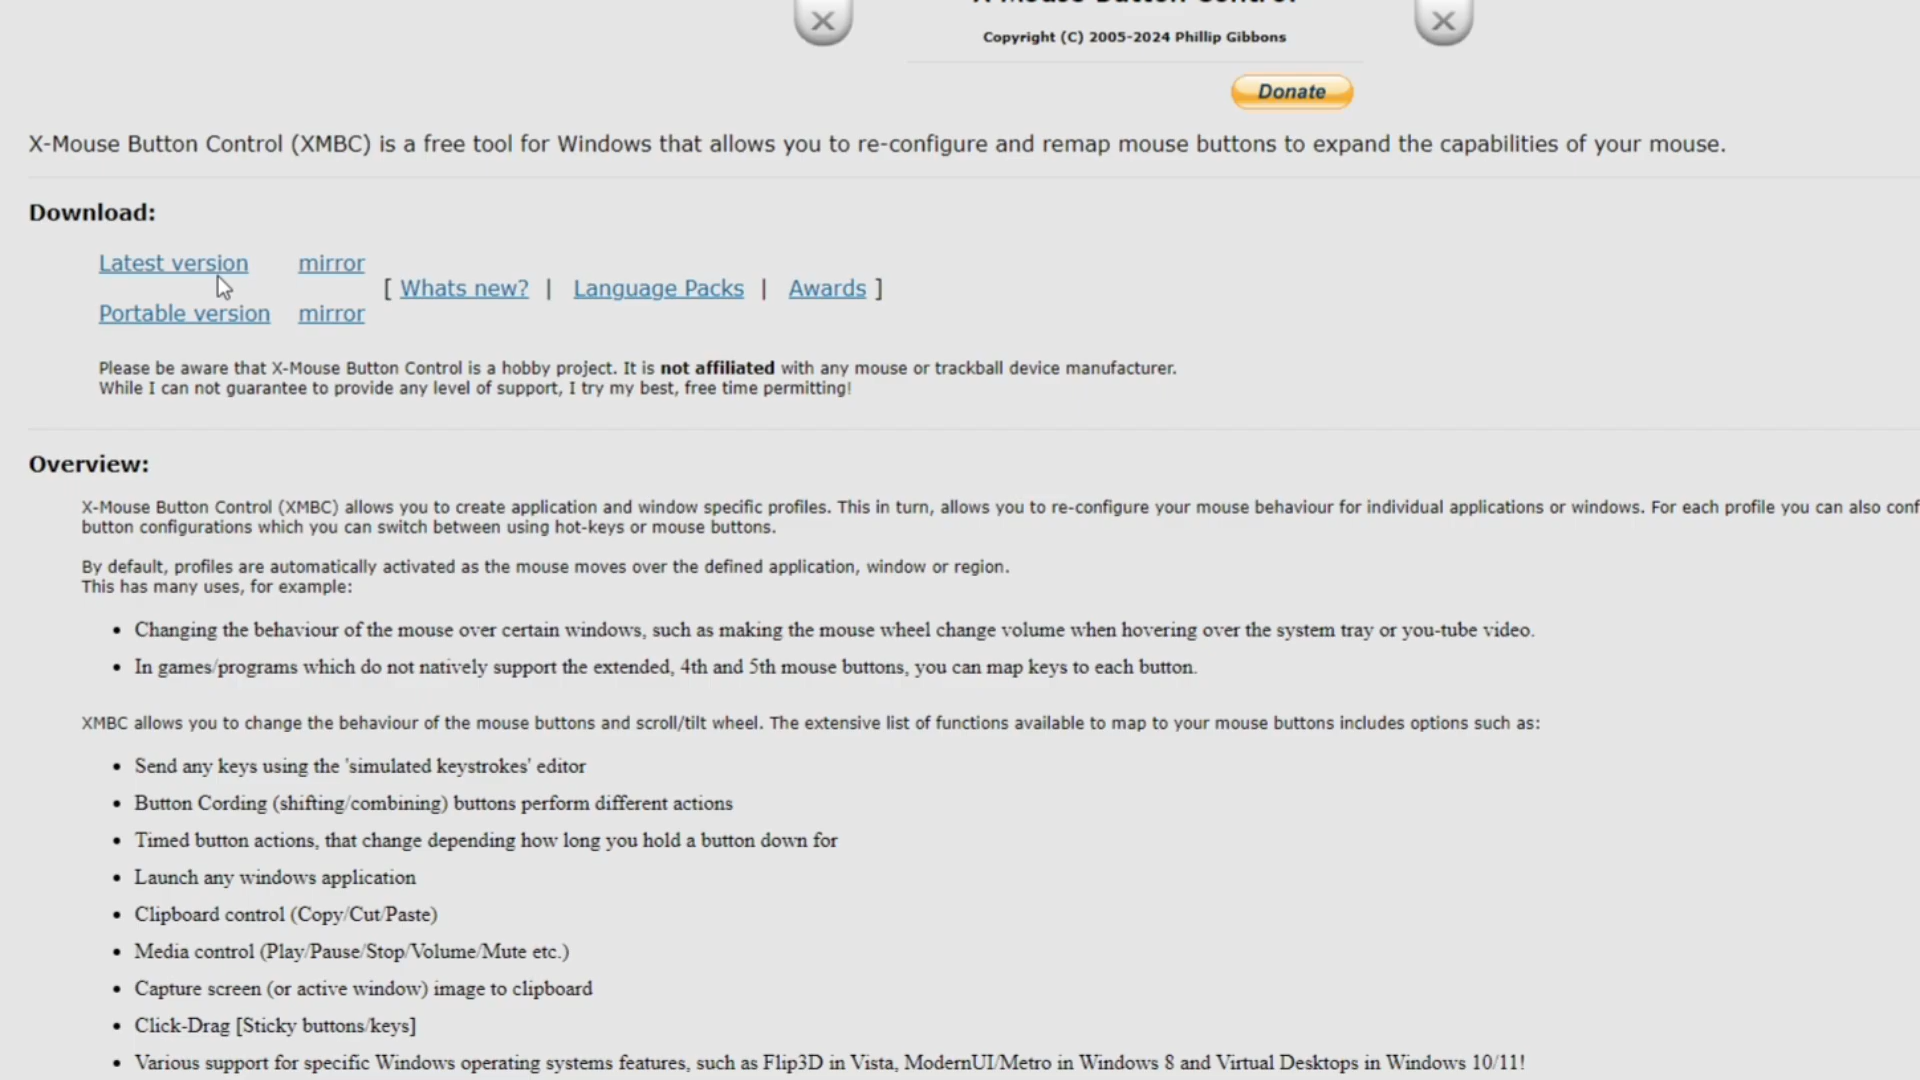 X-Mouse Button Control
Copyright (C) 2005-2024 Phillip Gibbons
Donate
X-Mouse Button Control (XMBC) is a free tool for Windows that allows you to re-configure and remap mouse buttons to expand the capabilities of your mouse.
Download:
Latest version mirror
[ Whats new? | Language Packs | Awards ]
Portable version mirror
Please be aware that X-Mouse Button Control is a hobby project. It is not affiliated with any mouse or trackball device manufacturer.
While I can not guarantee to provide any level of support, I try my best, free time permitting!
Overview:
X-Mouse Button Control (XMBC) allows you to create application and window specific profiles. This in turn, allows you to re-configure your mouse behaviour for individual applications or windows. For each profile you can also conf
button configurations which you can switch between using hot-keys or mouse buttons.
By default, profiles are automatically activated as the mouse moves over the defined application, window or region.
This has many uses, for example:
• Changing the behaviour of the mouse over certain windows, such as making the mouse wheel change volume when hovering over the system tray or you-tube video.
• In games/programs which do not natively support the extended, 4th and 5th mouse buttons, you can map keys to each button.
XMBC allows you to change the behaviour of the mouse buttons and scroll/tilt wheel. The extensive list of functions available to map to your mouse buttons includes options such as:
• Send any keys using the 'simulated keystrokes' editor
• Button Cording (shifting/combining) buttons perform different actions
• Timed button actions, that change depending how long you hold a button down for
• Launch any windows application
• Clipboard control (Copy/Cut/Paste)
• Media control (Play/Pause/Stop/Volume/Mute etc.)
• Capture screen (or active window) image to clipboard
• Click-Drag [Sticky buttons/keys]
• Various support for specific Windows operating systems features, such as Flip3D in Vista, ModernUI/Metro in Windows 8 and Virtual Desktops in Windows 10/11!